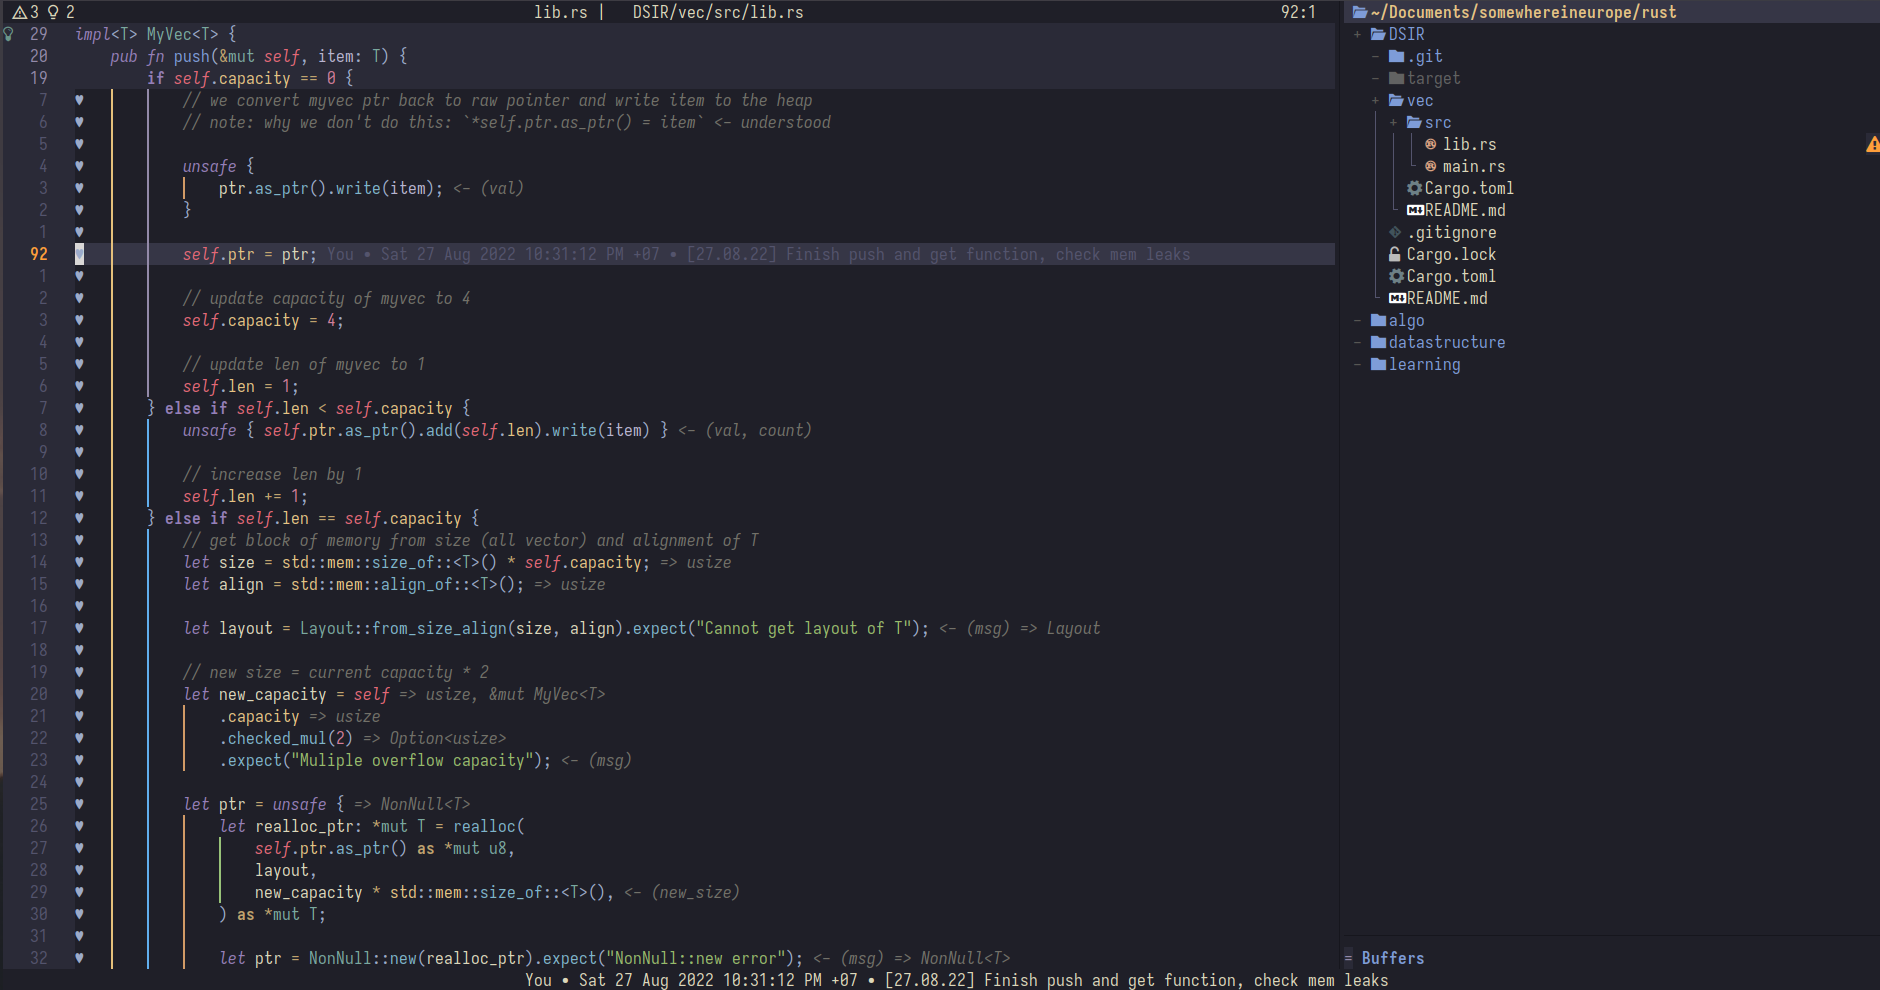 3 2 lib.rs | DSIR/vec/src/lib.rs 92:1
29 impl<T> MyVec<T> {
20 pub fn push(&mut self, item: T) {
19 if self.capacity == 0 {
7 // we convert myvec ptr back to raw pointer and write item to the heap
6 // note: why we don't do this: `*self.ptr.as_ptr() = item` <- understood
5
4 unsafe {
3 ptr.as_ptr().write(item); <- (val)
2 }
1
92 self.ptr = ptr; You • Sat 27 Aug 2022 10:31:12 PM +07 • [27.08.22] Finish push and get function, check mem leaks
1
2 // update capacity of myvec to 4
3 self.capacity = 4;
4
5 // update len of myvec to 1
6 self.len = 1;
7 } else if self.len < self.capacity {
8 unsafe { self.ptr.as_ptr().add(self.len).write(item) } <- (val, count)
9
10 // increase len by 1
11 self.len += 1;
12 } else if self.len == self.capacity {
13 // get block of memory from size (all vector) and alignment of T
14 let size = std::mem::size_of::<T>() * self.capacity; => usize
15 let align = std::mem::align_of::<T>(); => usize
16
17 let layout = Layout::from_size_align(size, align).expect("Cannot get layout of T"); <- (msg) => Layout
18
19 // new size = current capacity * 2
20 let new_capacity = self => usize, &mut MyVec<T>
21 .capacity => usize
22 .checked_mul(2) => Option<usize>
23 .expect("Muliple overflow capacity"); <- (msg)
24
25 let ptr = unsafe { => NonNull<T>
26 let realloc_ptr: *mut T = realloc(
27 self.ptr.as_ptr() as *mut u8,
28 layout,
29 new_capacity * std::mem::size_of::<T>(), <- (new_size)
30 ) as *mut T;
31
32 let ptr = NonNull::new(realloc_ptr).expect("NonNull::new error"); <- (msg) => NonNull<T>
You • Sat 27 Aug 2022 10:31:12 PM +07 • [27.08.22] Finish push and get function, check mem leaks
~/Documents/somewhereineurope/rust
+ DSIR
- .git
- target
+ vec
+ src
lib.rs
main.rs
Cargo.toml
README.md
.gitignore
Cargo.lock
Cargo.toml
README.md
- algo
- datastructure
- learning
= Buffers